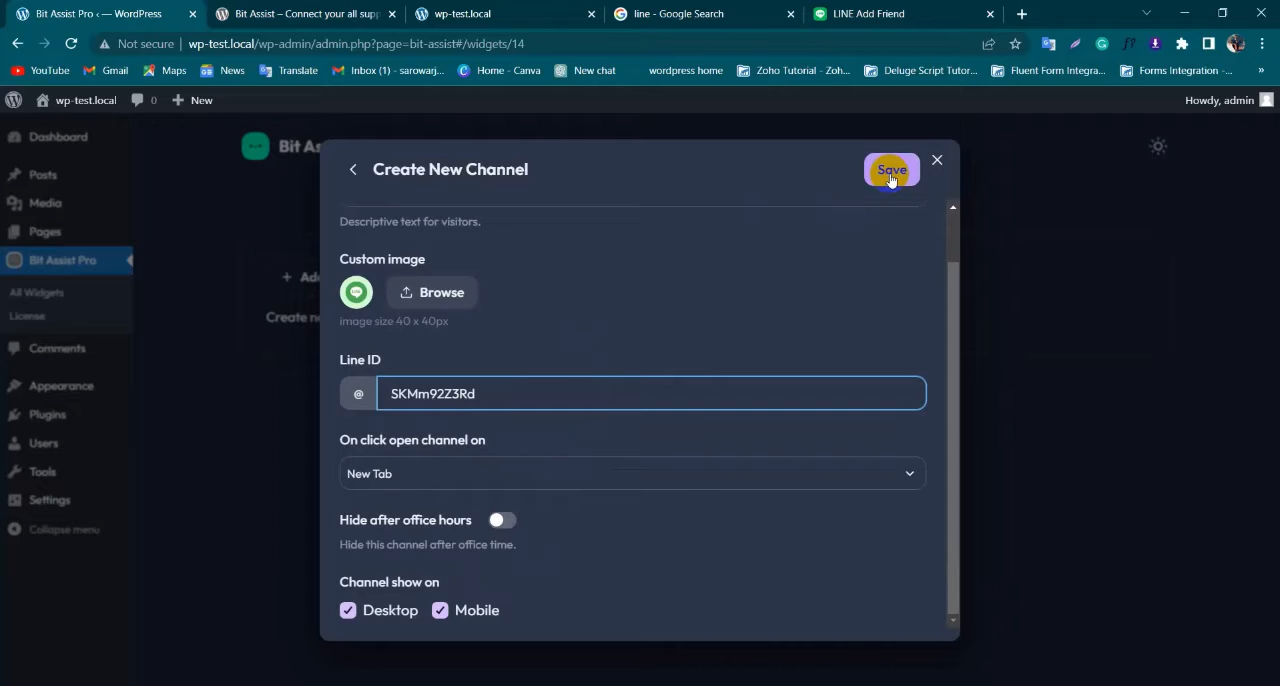 Bit Assist Pro ‹ — WordPress
Bit Assist – Connect your all supp
wp-test.local
line - Google Search
LINE Add Friend
Not secure | wp-test.local/wp-admin/admin.php?page=bit-assist#/widgets/14
YouTube
Gmail
Maps
News
Translate
Inbox (1) - sarowarj...
Home - Canva
New chat
wordpress home
Zoho Tutorial - Zoh...
Deluge Script Tutor...
Fluent Form Integra...
Forms Integration -...
»
wp-test.local
0
New
Howdy, admin
Dashboard
Posts
Media
Pages
Bit Assist Pro
All Widgets
License
Comments
Appearance
Plugins
Users
Tools
Settings
Collapse menu
Bit As
+ Add
Create ne
Create New Channel
Save
Descriptive text for visitors.
Custom image
Browse
image size 40 x 40px
Line ID
@ SKMm92Z3Rd
On click open channel on
New Tab
Hide after office hours
Hide this channel after office time.
Channel show on
Desktop
Mobile